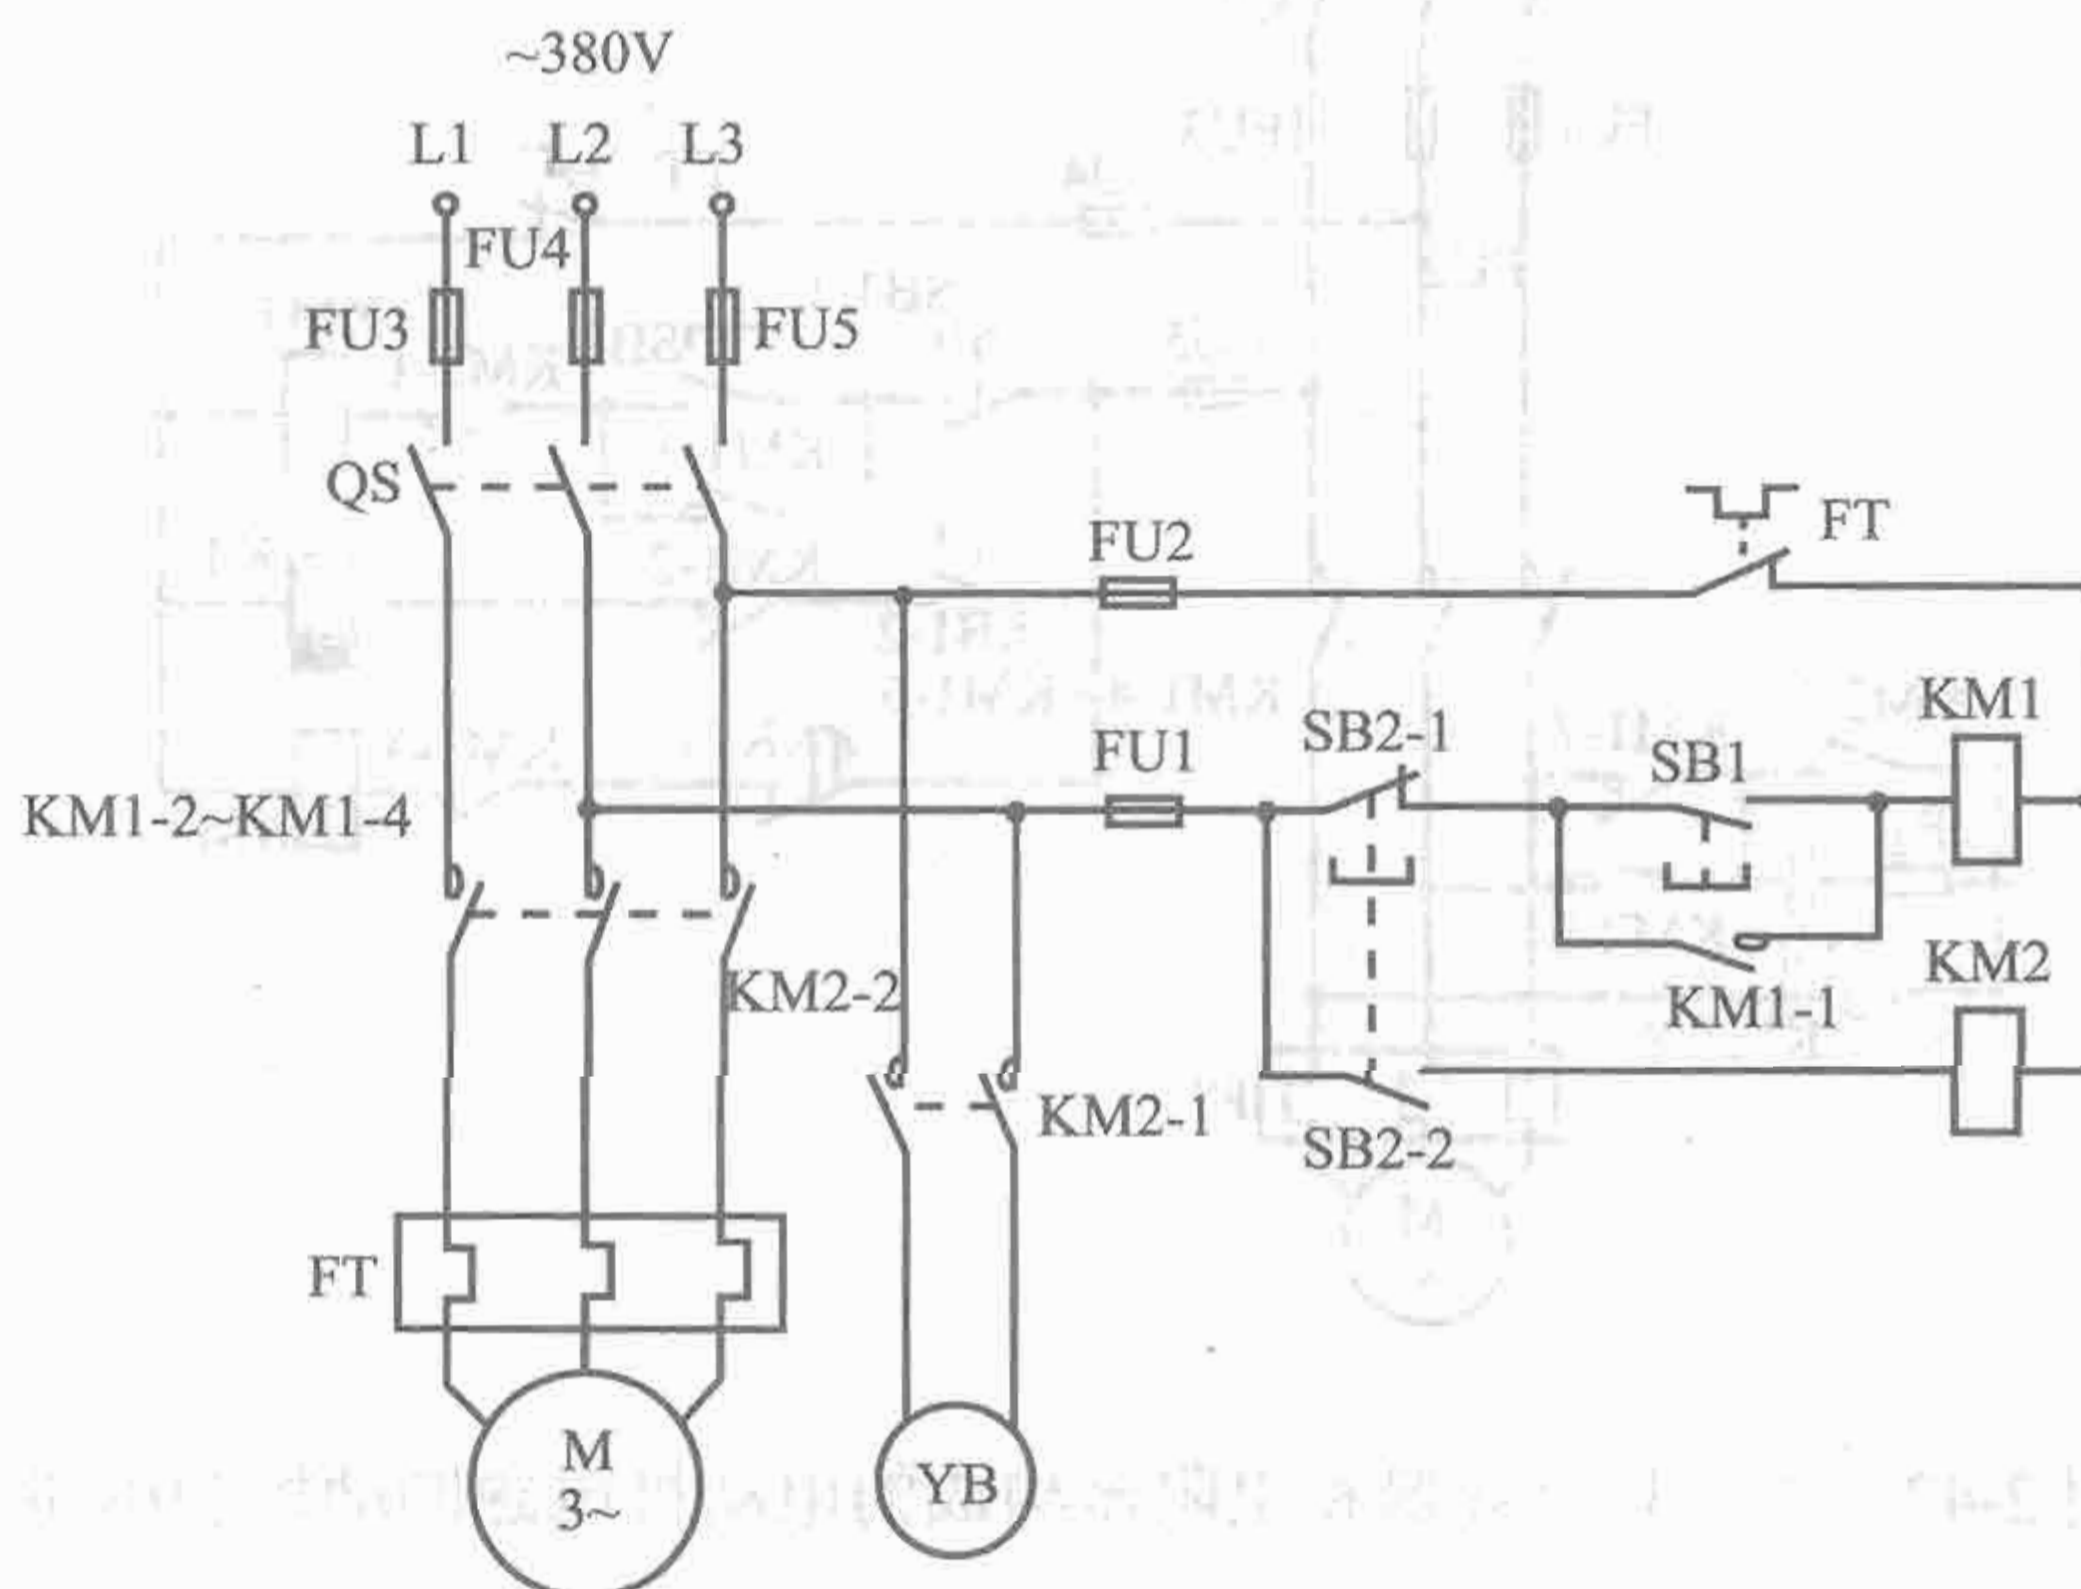 ~380V
L1 L2 L3
FU4
FU3
FU5
QS
FT
FU2
KM1
SB2-1
FU1
SB1
KM1-2~KM1-4
KM2
KM2-2
KM1-1
KM2-1
SB2-2
FT
M
3~
YB